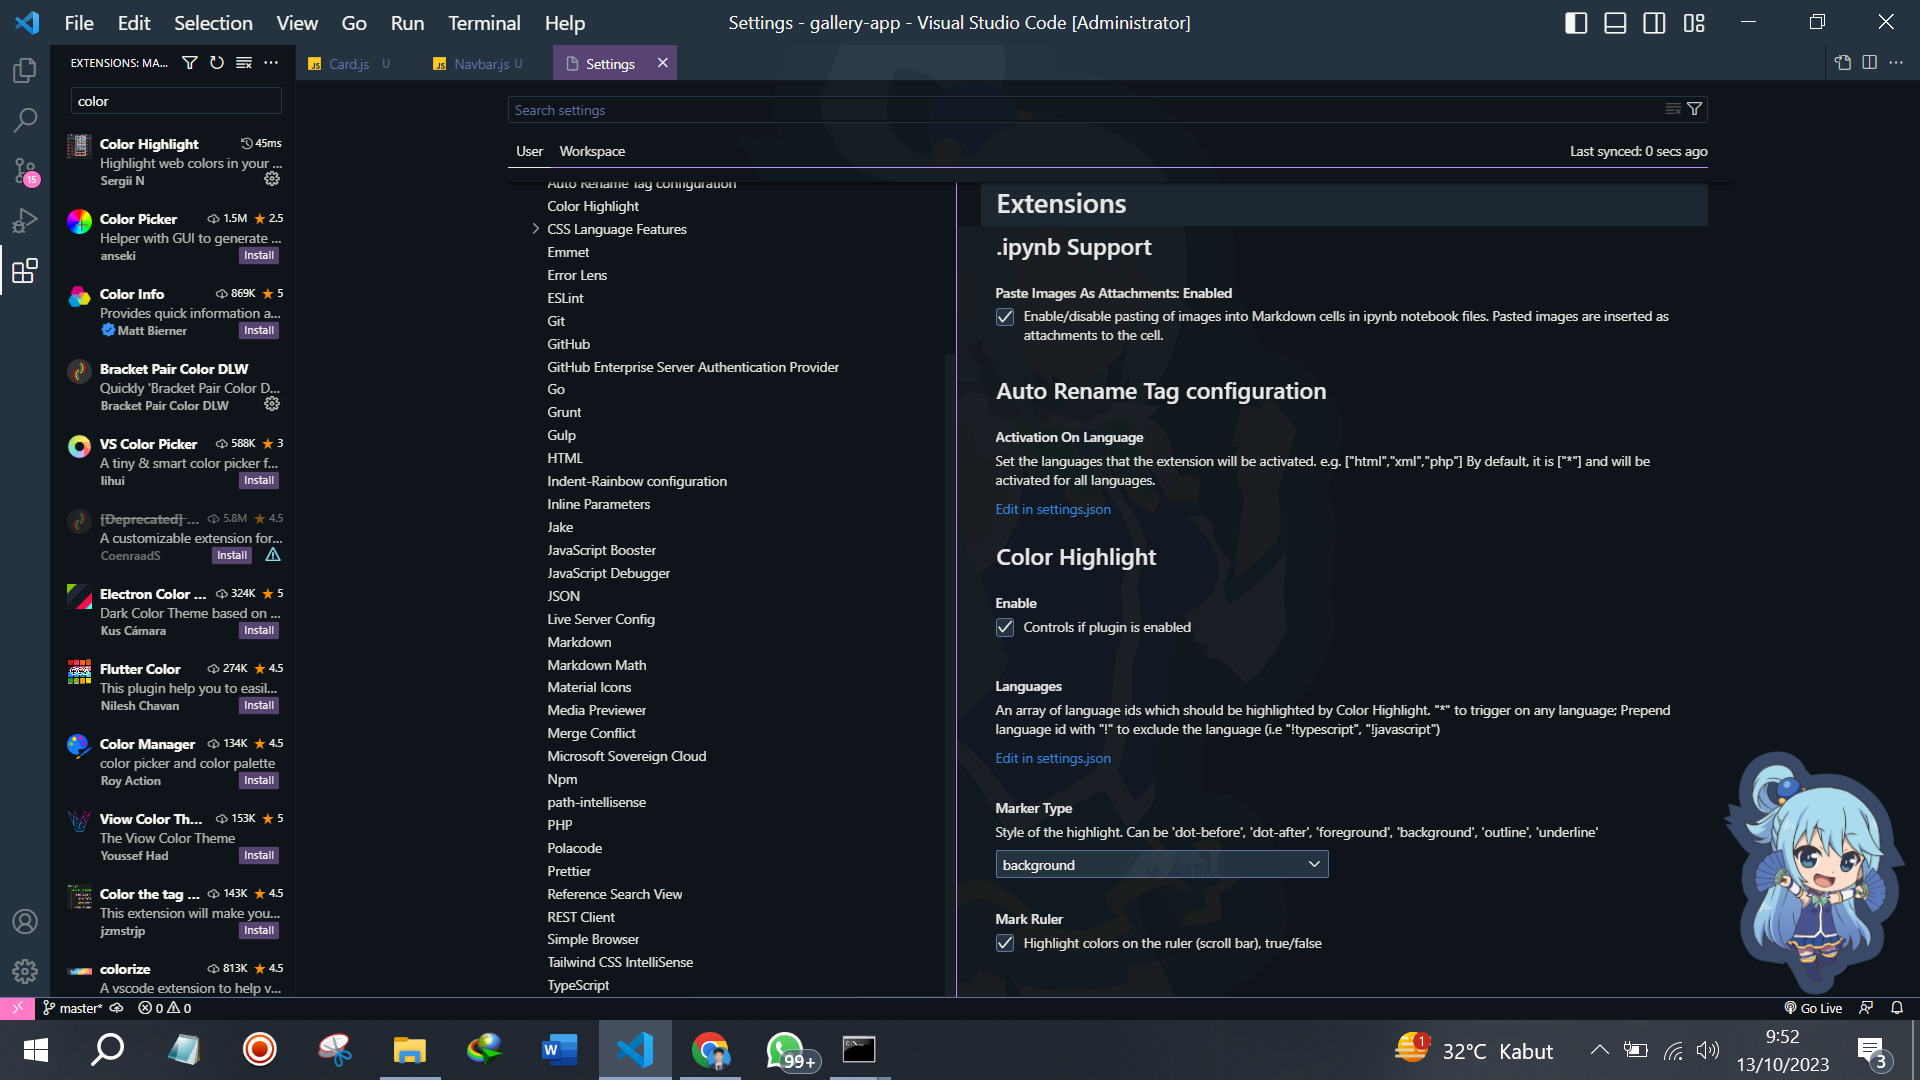 File Edit Selection View Go Run Terminal Help
Settings - gallery-app - Visual Studio Code [Administrator]
EXTENSIONS: MA...
Card.js U
Navbar.js U
Settings
color
Color Highlight 45ms
Highlight web colors in your ...
Sergii N
Color Picker 1.5M 2.5
Helper with GUI to generate ...
anseki Install
Color Info 869K 5
Provides quick information a...
Matt Bierner Install
Bracket Pair Color DLW
Quickly 'Bracket Pair Color D...
Bracket Pair Color DLW
VS Color Picker 588K 3
A tiny & smart color picker f...
lihui Install
[Deprecated] ... 5.8M 4.5
A customizable extension for...
CoenraadS Install
Electron Color ... 324K 5
Dark Color Theme based on ...
Kus Cámara Install
Flutter Color 274K 4.5
This plugin help you to easil...
Nilesh Chavan Install
Color Manager 134K 4.5
color picker and color palette
Roy Action Install
Viow Color Th... 153K 5
The Viow Color Theme
Youssef Had Install
Color the tag ... 143K 4.5
This extension will make you...
jzmstrjp Install
colorize 813K 4.5
A vscode extension to help v...
15
Search settings
User Workspace
Last synced: 0 secs ago
Auto Rename Tag configuration
Color Highlight
CSS Language Features
Emmet
Error Lens
ESLint
Git
GitHub
GitHub Enterprise Server Authentication Provider
Go
Grunt
Gulp
HTML
Indent-Rainbow configuration
Inline Parameters
Jake
JavaScript Booster
JavaScript Debugger
JSON
Live Server Config
Markdown
Markdown Math
Material Icons
Media Previewer
Merge Conflict
Microsoft Sovereign Cloud
Npm
path-intellisense
PHP
Polacode
Prettier
Reference Search View
REST Client
Simple Browser
Tailwind CSS IntelliSense
TypeScript
Extensions
.ipynb Support
Paste Images As Attachments: Enabled
Enable/disable pasting of images into Markdown cells in ipynb notebook files. Pasted images are inserted as
attachments to the cell.
Auto Rename Tag configuration
Activation On Language
Set the languages that the extension will be activated. e.g. ["html","xml","php"] By default, it is ["*"] and will be
activated for all languages.
Edit in settings.json
Color Highlight
Enable
Controls if plugin is enabled
Languages
An array of language ids which should be highlighted by Color Highlight. "*" to trigger on any language; Prepend
language id with "!" to exclude the language (i.e "!typescript", "!javascript")
Edit in settings.json
Marker Type
Style of the highlight. Can be 'dot-before', 'dot-after', 'foreground', 'background', 'outline', 'underline'
background
Mark Ruler
Highlight colors on the ruler (scroll bar), true/false
master* 0 0
Go Live
99+
1
32°C Kabut
9:52
13/10/2023
3